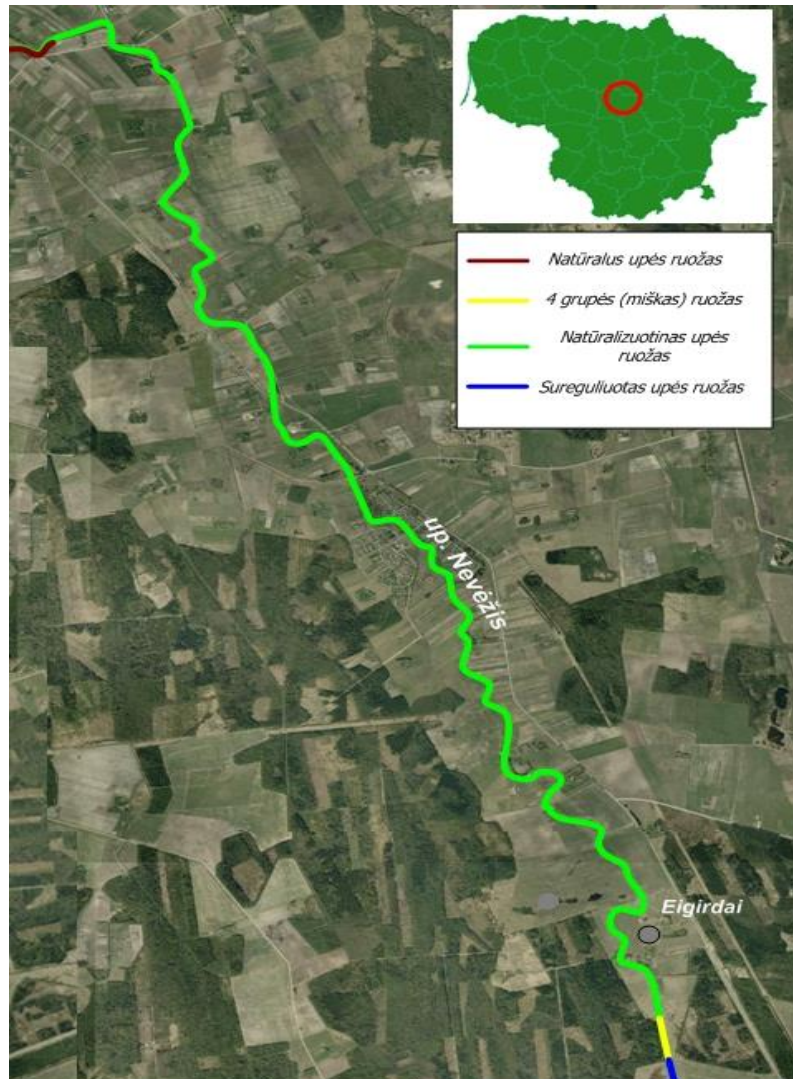 Natūralus upės ruožas
4 grupės (miškas) ruožas
Natūralizuotinas upės
ruožas
Sureguliuotas upės ruožas
up. Nevėžis
Eigirdai